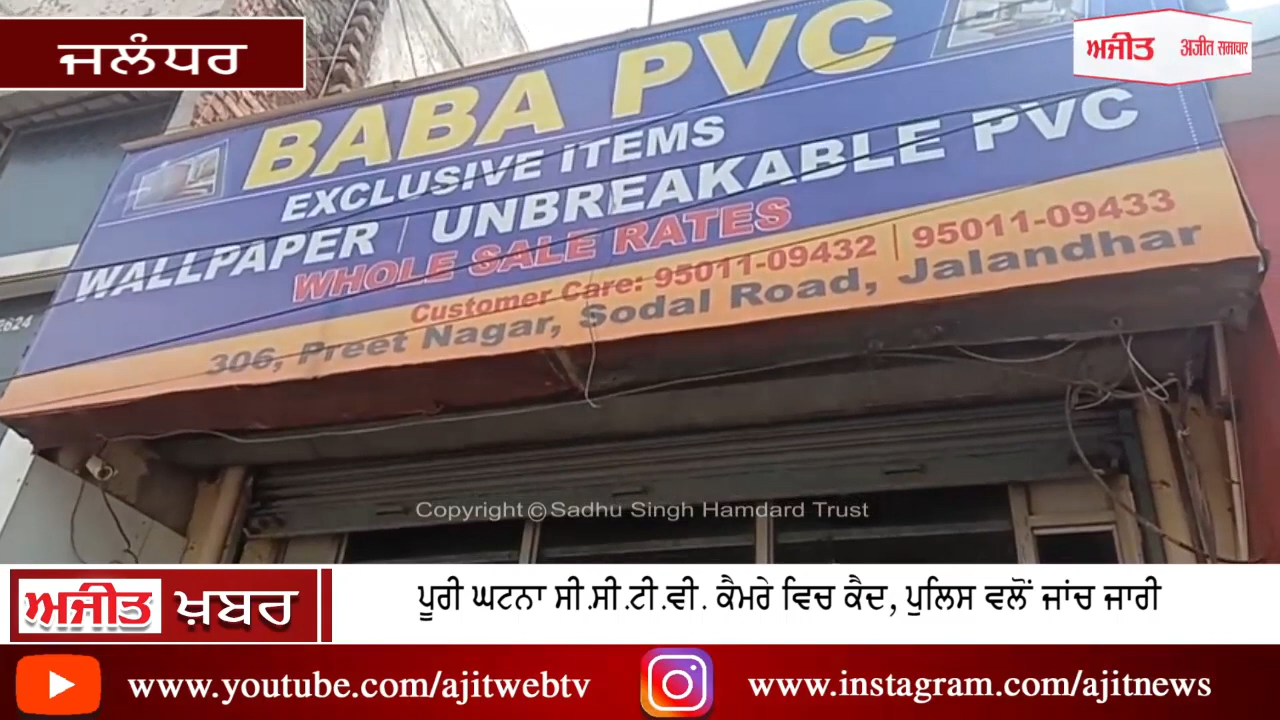 ਜਲੰਧਰ
ਅਜੀਤ अजीत समाचार
BABA PVC
EXCLUSIVE ITEMS
WALLPAPER | UNBREAKABLE PVC
WHOLE SALE RATES
Customer Care: 95011-09432 | 95011-09433
306, Preet Nagar, Sodal Road, Jalandhar
2624
Copyright © Sadhu Singh Hamdard Trust
ਅਜੀਤ ਖ਼ਬਰ
ਪੂਰੀ ਘਟਨਾ ਸੀ.ਸੀ.ਟੀ.ਵੀ. ਕੈਮਰੇ ਵਿਚ ਕੈਦ, ਪੁਲਿਸ ਵਲੋਂ ਜਾਂਚ ਜਾਰੀ
www.youtube.com/ajitwebtv
www.instagram.com/ajitnews